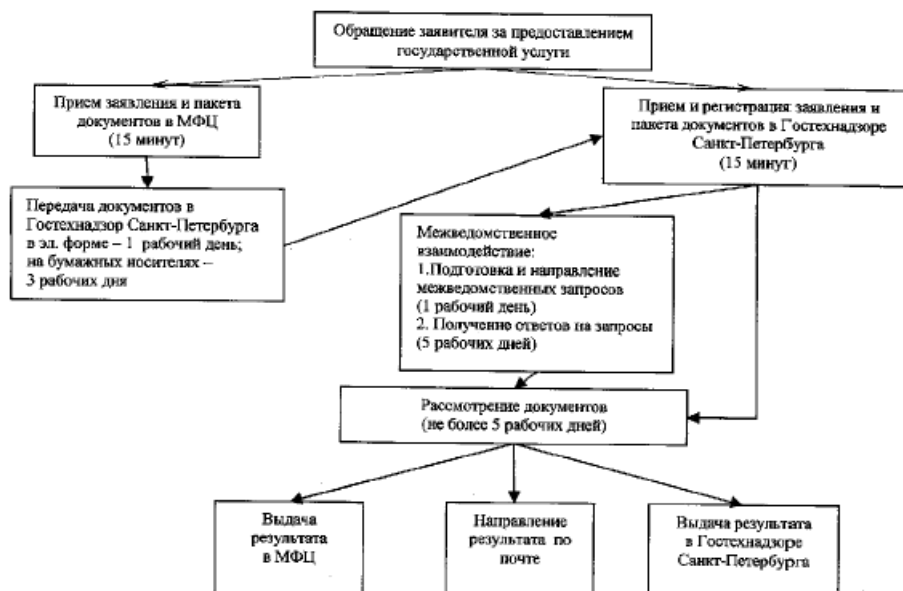 Обращение заявителя за предоставлением
государственной услуги
Прием заявления и пакета
документов в МФЦ
(15 минут)
Прием и регистрация заявления и
пакета документов в Гостехнадзоре
Санкт-Петербурга
(15 минут)
Передача документов в
Гостехнадзор Санкт-Петербурга
в эл. форме – 1 рабочий день;
на бумажных носителях –
3 рабочих дня
Межведомственное
взаимодействие:
1.Подготовка и направление
межведомственных запросов
(1 рабочий день)
2. Получение ответов на запросы
(5 рабочих дней)
Рассмотрение документов
(не более 5 рабочих дней)
Выдача
результата
в МФЦ
Направление
результата по
почте
Выдача результата
в Гостехнадзоре
Санкт-Петербурга